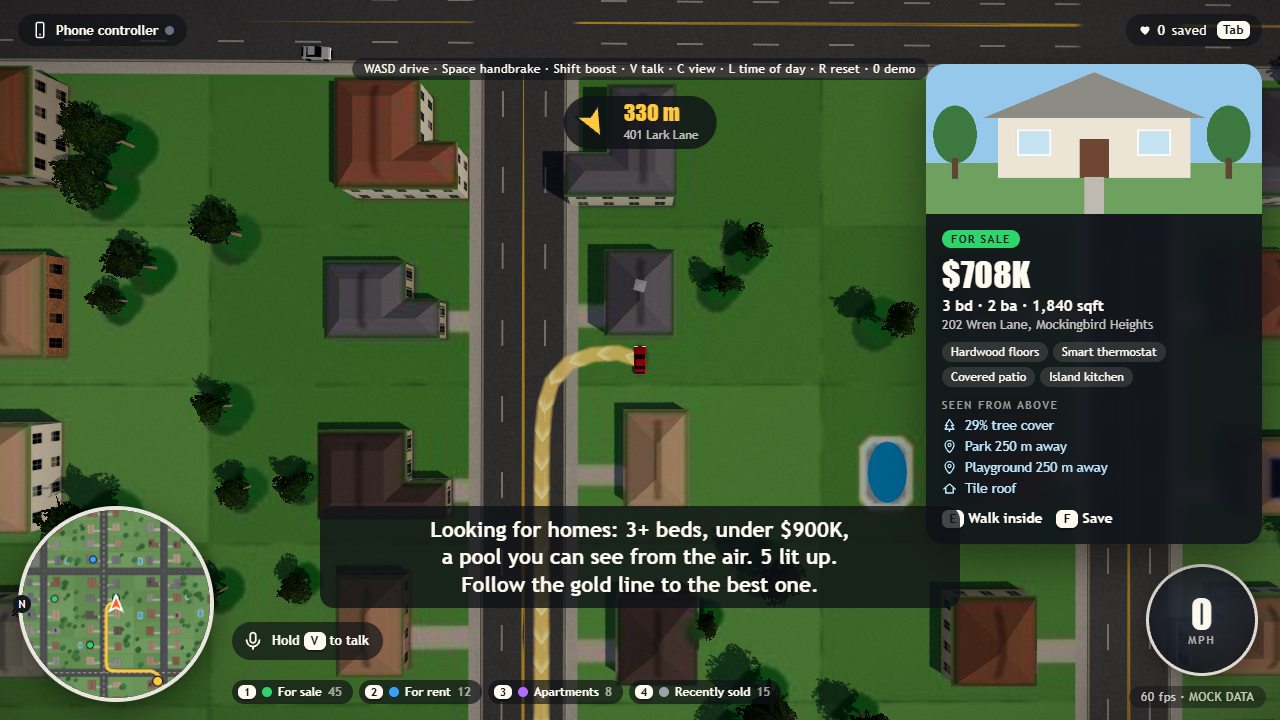 Phone controller
0 saved Tab
WASD drive · Space handbrake · Shift boost · V talk · C view · L time of day · R reset · 0 demo
330 m
401 Lark Lane
FOR SALE
$708K
3 bd · 2 ba · 1,840 sqft
202 Wren Lane, Mockingbird Heights
Hardwood floors Smart thermostat
Covered patio Island kitchen
SEEN FROM ABOVE
29% tree cover
Park 250 m away
Playground 250 m away
Tile roof
E Walk inside F Save
Looking for homes: 3+ beds, under $900K,
a pool you can see from the air. 5 lit up.
Follow the gold line to the best one.
N
0
MPH
Hold V to talk
1 For sale 45 2 For rent 12 3 Apartments 8 4 Recently sold 15
60 fps · MOCK DATA